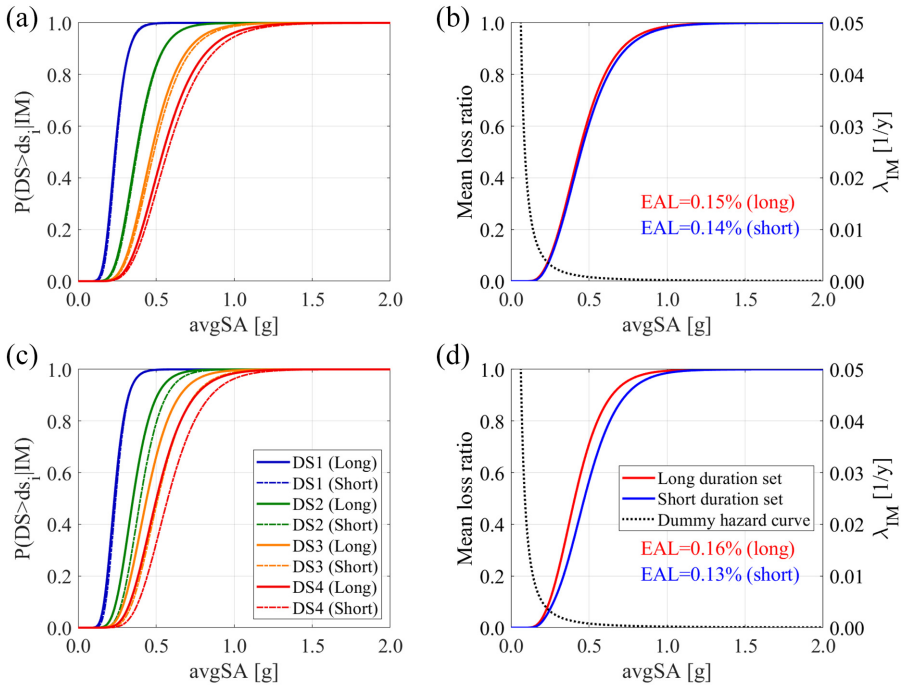 (a)
P(DS>ds_i|IM)
1.0
0.8
0.6
0.4
0.2
0.0
0.0 0.5 1.0 1.5 2.0
avgSA [g]
(b)
Mean loss ratio
1.0
0.8
0.6
0.4
0.2
0.0
EAL=0.15% (long)
EAL=0.14% (short)
0.05
0.04
0.03
0.02
0.01
0.00
λ_IM [1/y]
0.0 0.5 1.0 1.5 2.0
avgSA [g]
(c)
P(DS>ds_i|IM)
1.0
0.8
0.6
0.4
0.2
0.0
DS1 (Long)
DS1 (Short)
DS2 (Long)
DS2 (Short)
DS3 (Long)
DS3 (Short)
DS4 (Long)
DS4 (Short)
0.0 0.5 1.0 1.5 2.0
avgSA [g]
(d)
Mean loss ratio
1.0
0.8
0.6
0.4
0.2
0.0
Long duration set
Short duration set
Dummy hazard curve
EAL=0.16% (long)
EAL=0.13% (short)
0.05
0.04
0.03
0.02
0.01
0.00
λ_IM [1/y]
0.0 0.5 1.0 1.5 2.0
avgSA [g]